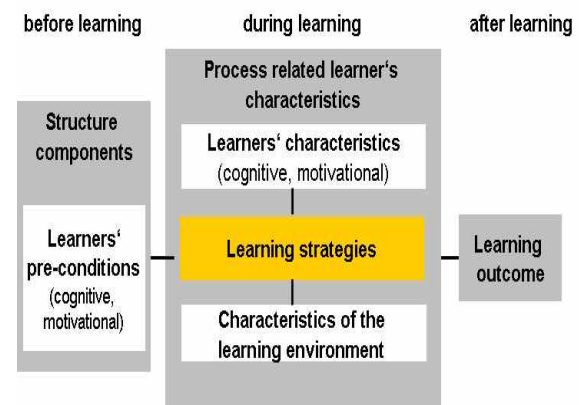 before learning
during learning
after learning
Process related learner‘s
characteristics
Structure
components
Learners‘ characteristics
(cognitive, motivational)
Learners‘
pre-conditions
(cognitive,
motivational)
Learning strategies
Learning
outcome
Characteristics of the
learning environment